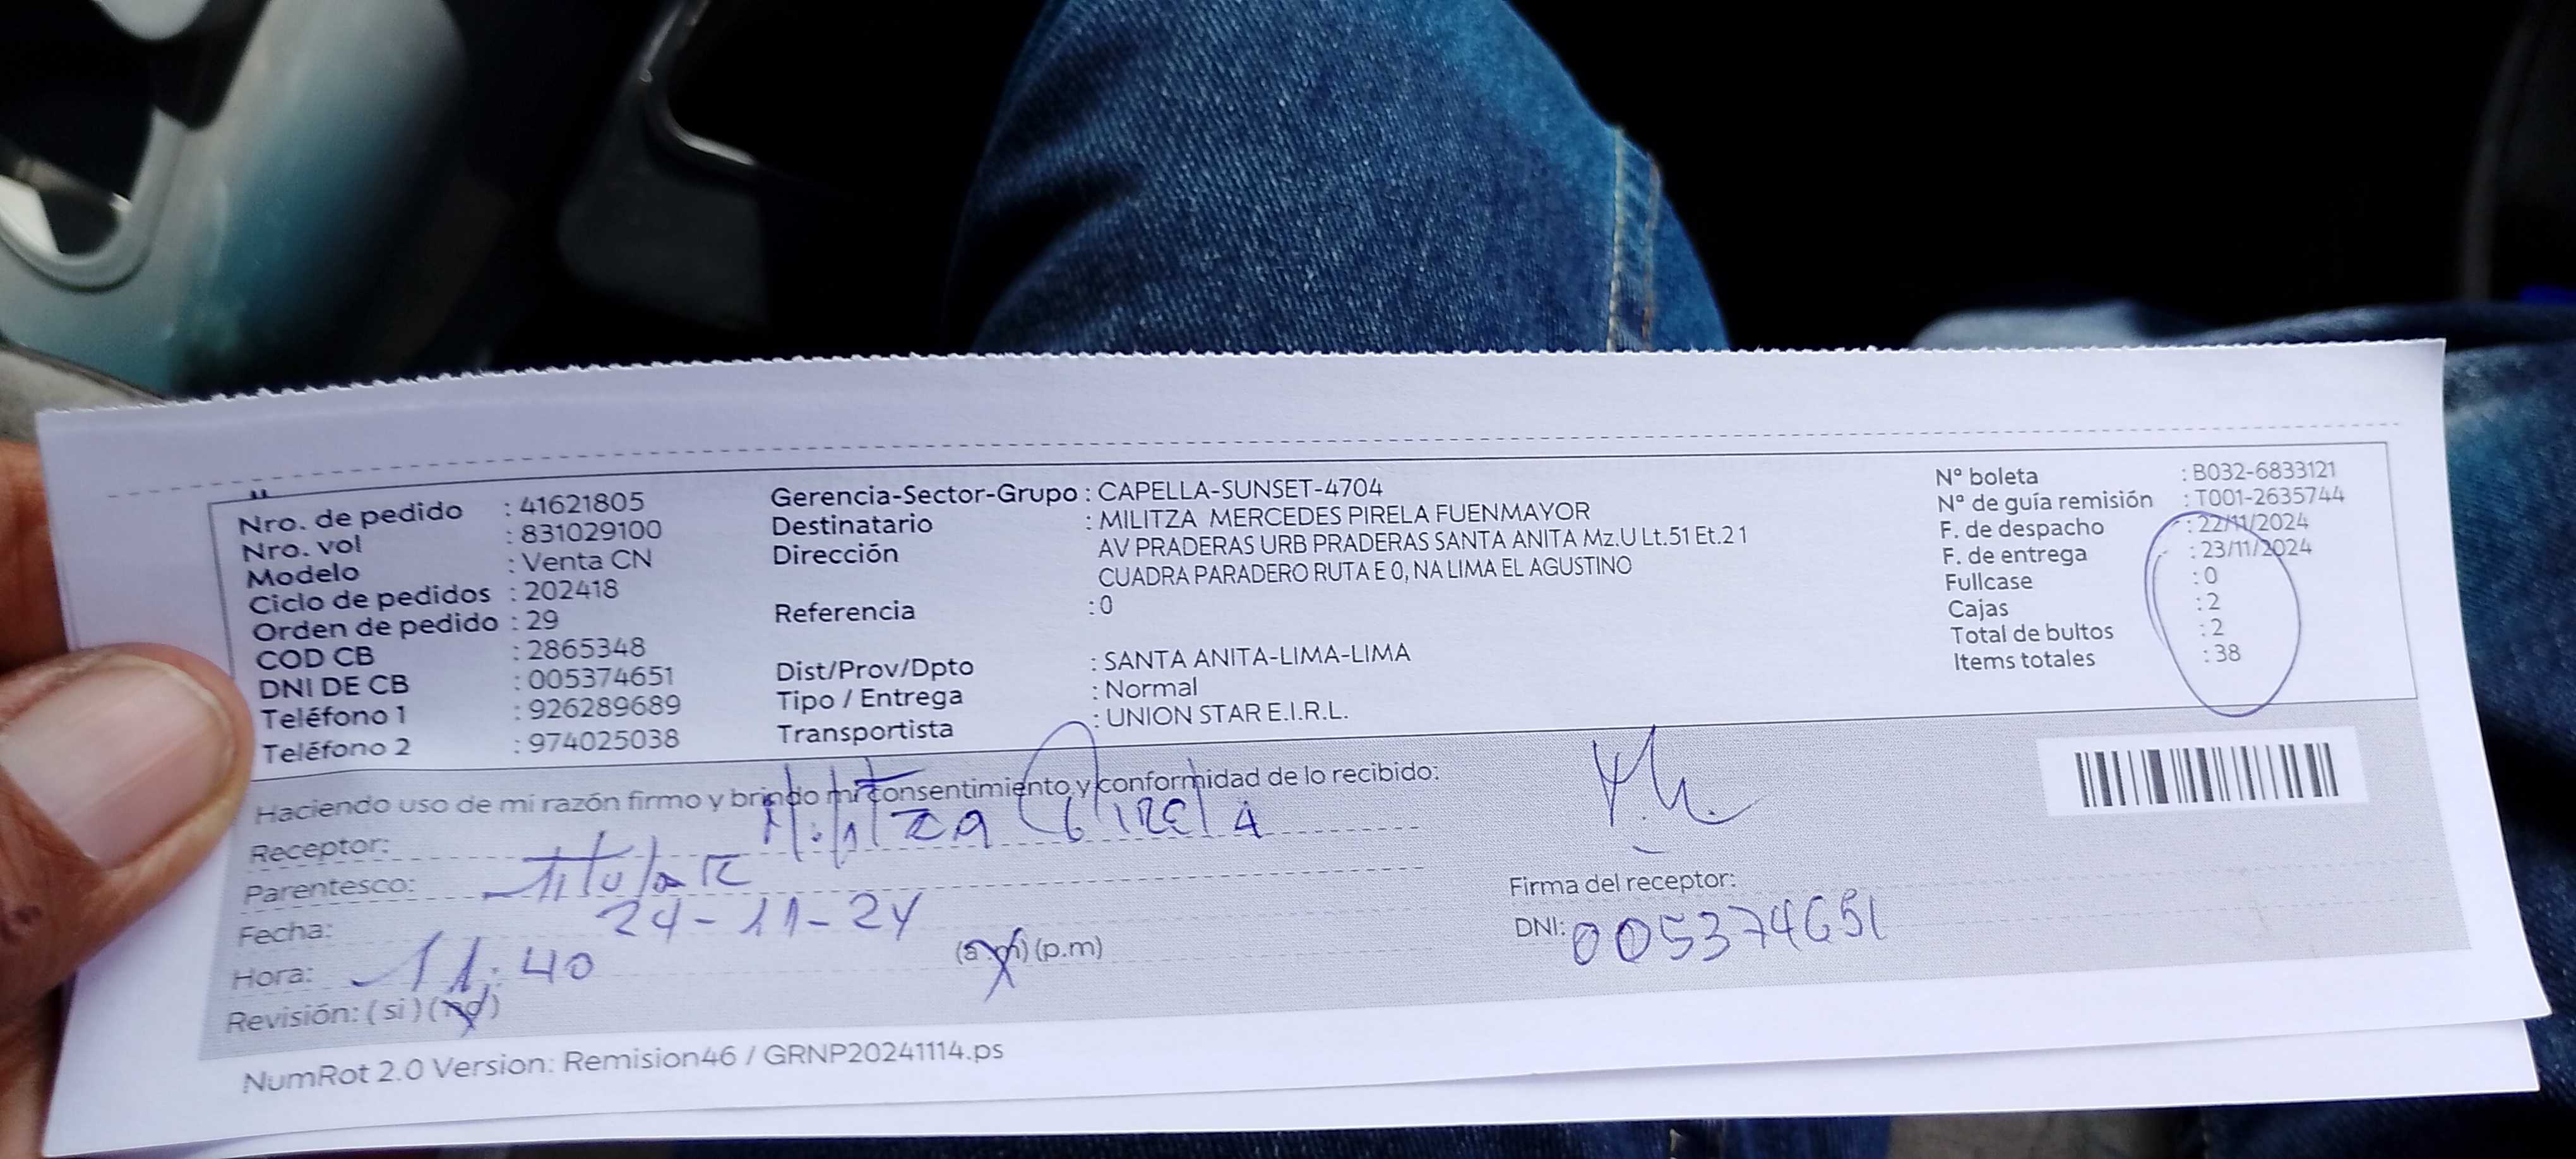 Nro. de pedido : 41621805
Nro. vol : 831029100
Modelo : Venta CN
Ciclo de pedidos : 202418
Orden de pedido : 29
COD CB : 2865348
DNI DE CB : 005374651
Teléfono 1 : 926289689
Teléfono 2 : 974025038
Gerencia-Sector-Grupo : CAPELLA-SUNSET-4704
Destinatario : MILITZA MERCEDES PIRELA FUENMAYOR
Dirección AV PRADERAS URB PRADERAS SANTA ANITA Mz.U Lt.51 Et.2 1
CUADRA PARADERO RUTA E 0, NA LIMA EL AGUSTINO
Referencia : 0
Dist/Prov/Dpto : SANTA ANITA-LIMA-LIMA
Tipo / Entrega : Normal
Transportista : UNION STAR E.I.R.L.
Nº boleta : B032-6833121
Nº de guía remisión : T001-2635744
F. de despacho : 22/11/2024
F. de entrega : 23/11/2024
Fullcase : 0
Cajas : 2
Total de bultos : 2
Items totales : 38
Haciendo uso de mi razón firmo y brindo mi consentimiento y conformidad de lo recibido:
Receptor: Militza Pirela
Parentesco: Titular
Fecha: 24-11-24
Hora: 11:40 (a.m) (p.m)
Revisión: (si) (no)
Firma del receptor:
DNI: 005374651
NumRot 2.0 Version: Remision46 / GRNP20241114.ps